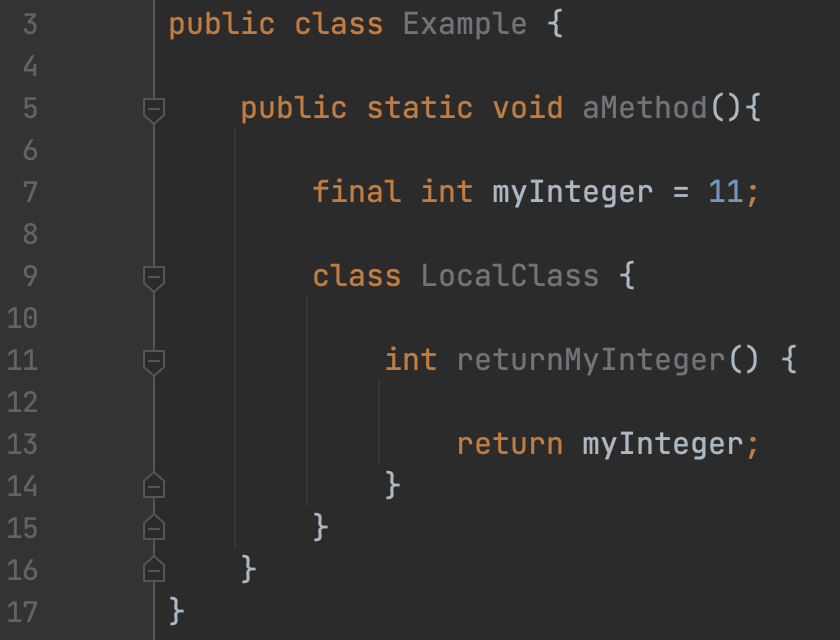 3 public class Example {
4
5 public static void aMethod(){
6
7 final int myInteger = 11;
8
9 class LocalClass {
10
11 int returnMyInteger() {
12
13 return myInteger;
14 }
15 }
16 }
17 }